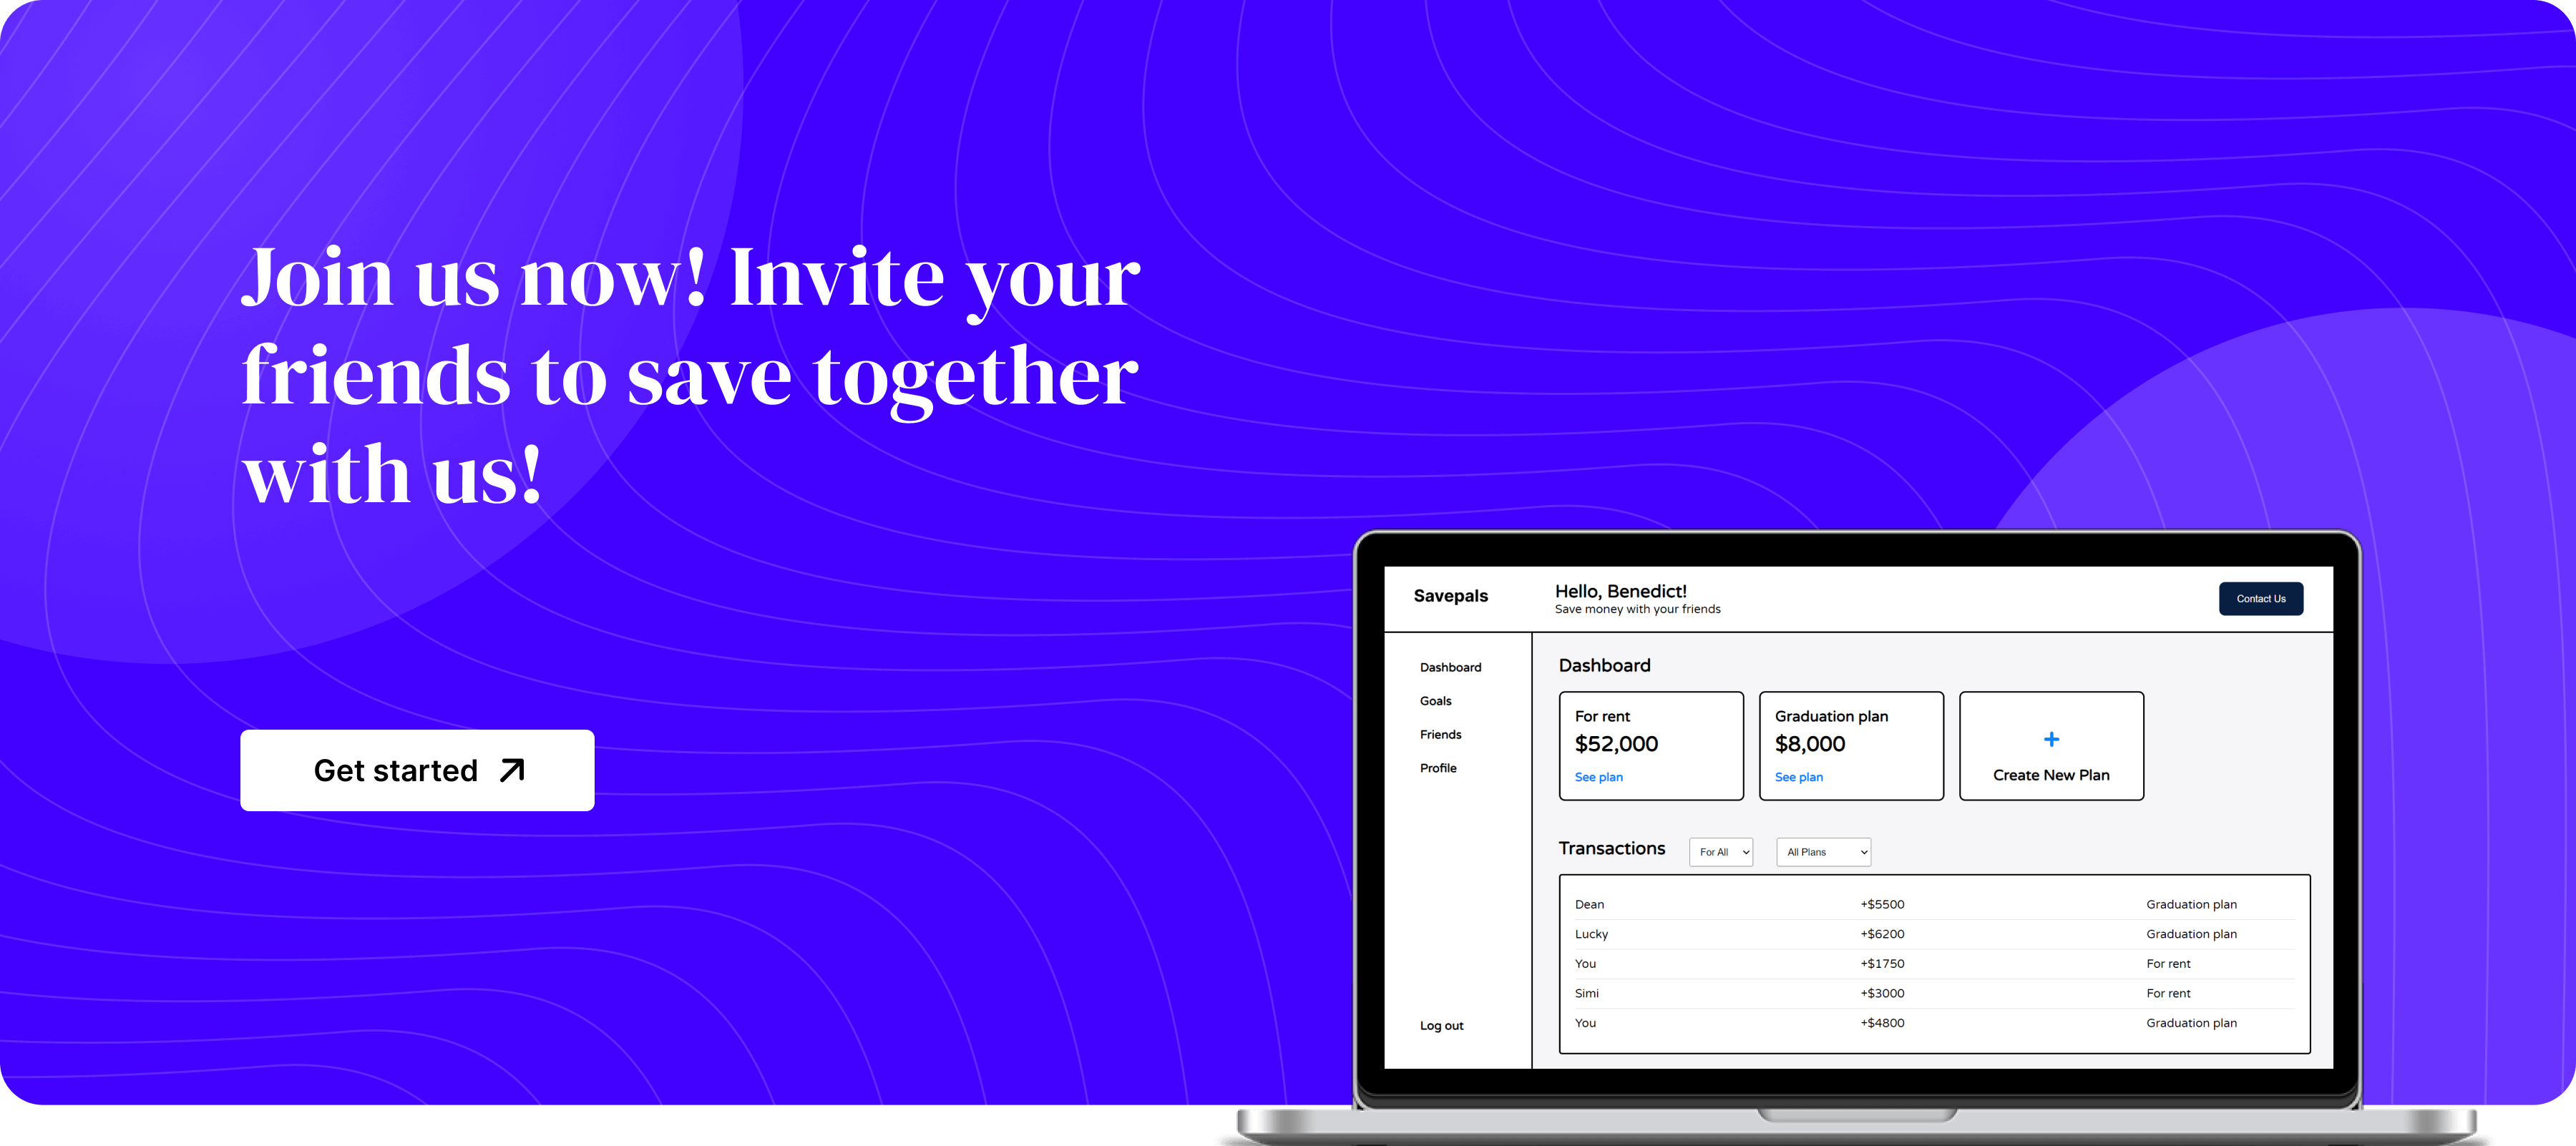 Join us now! Invite your
friends to save together
with us!
Get started
Savepals
Hello, Benedict!
Save money with your friends
Contact Us
Dashboard
Goals
Friends
Profile
Log out
Dashboard
For rent
$52,000
See plan
Graduation plan
$8,000
See plan
+
Create New Plan
Transactions
For All
All Plans
Dean +$5500 Graduation plan
Lucky +$6200 Graduation plan
You +$1750 For rent
Simi +$3000 For rent
You +$4800 Graduation plan